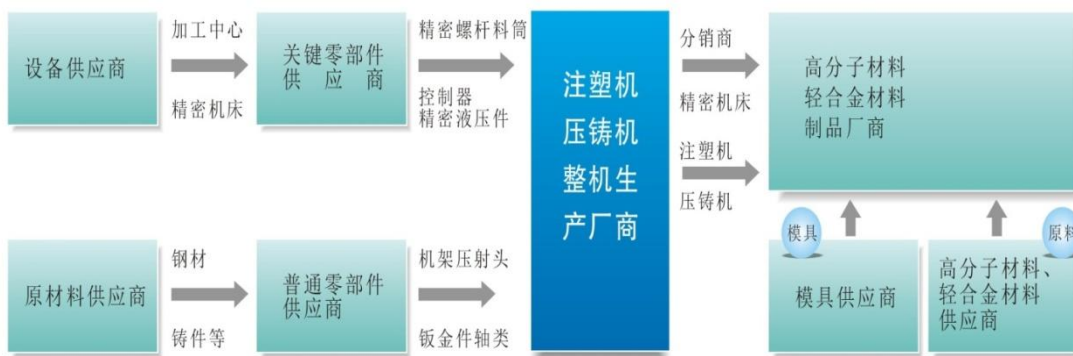 设备供应商
加工中心
精密机床
关键零部件
供应商
精密螺杆料筒
控制器
精密液压件
注塑机
压铸机
整机生
产厂商
分销商
精密机床
注塑机
压铸机
高分子材料
轻合金材料
制品厂商
原材料供应商
钢材
铸件等
普通零部件
供应商
机架压射头
钣金件轴类
模具
模具供应商
原料
高分子材料、
轻合金材料
供应商